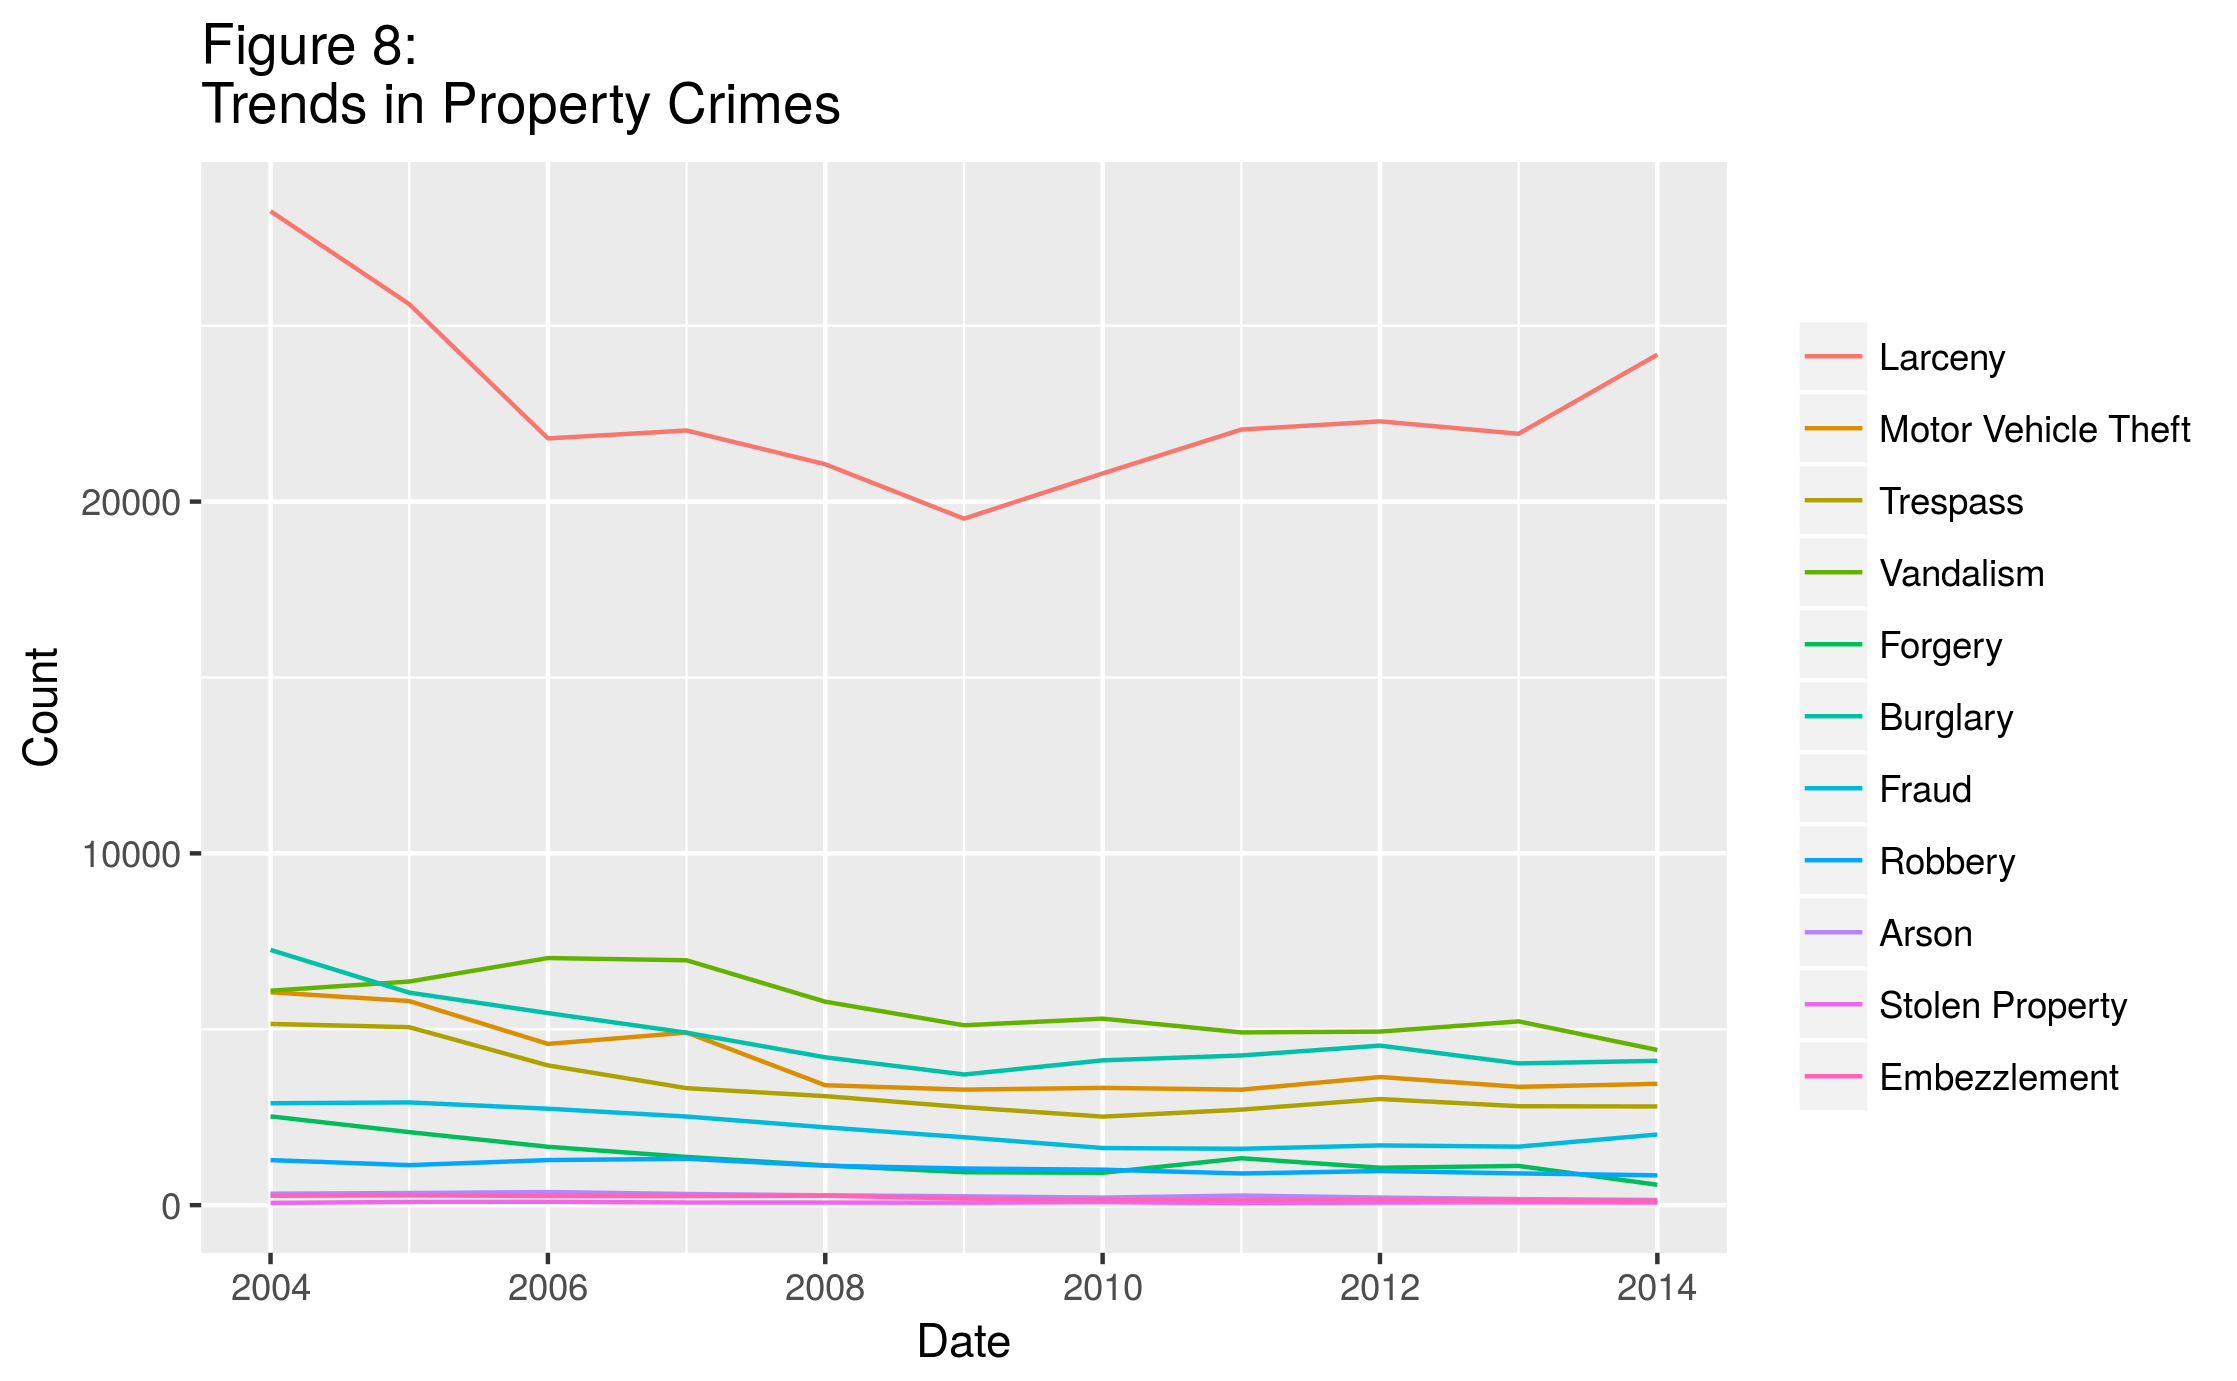 Figure 8:
Trends in Property Crimes
Count
20000
10000
0
2004
2006
2008
2010
2012
2014
Date
Larceny
Motor Vehicle Theft
Trespass
Vandalism
Forgery
Burglary
Fraud
Robbery
Arson
Stolen Property
Embezzlement